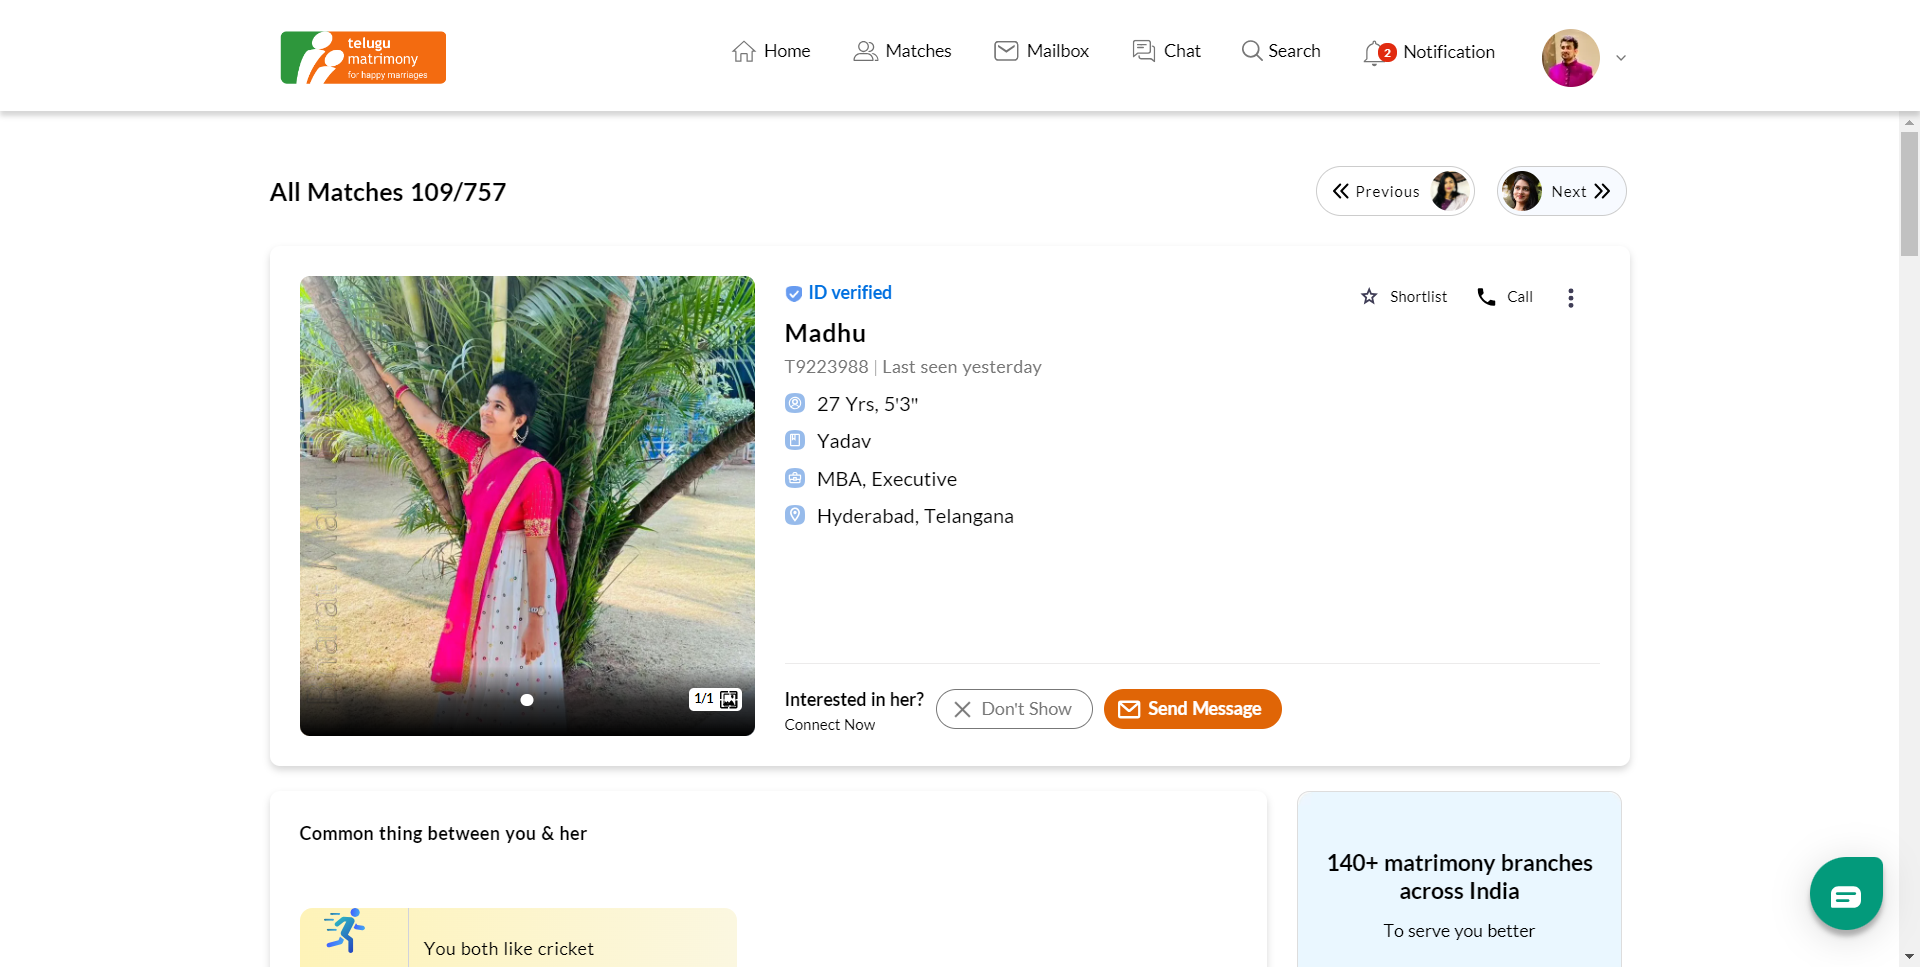 telugu
matrimony
for happy marriages
Home
Matches
Mailbox
Chat
Search
2
Notification
All Matches 109/757
Previous
Next
ID verified
Shortlist
Call
Madhu
T9223988 | Last seen yesterday
27 Yrs, 5'3"
Yadav
MBA, Executive
Hyderabad, Telangana
1/1
Interested in her?
Connect Now
Don't Show
Send Message
Common thing between you & her
You both like cricket
140+ matrimony branches
across India
To serve you better